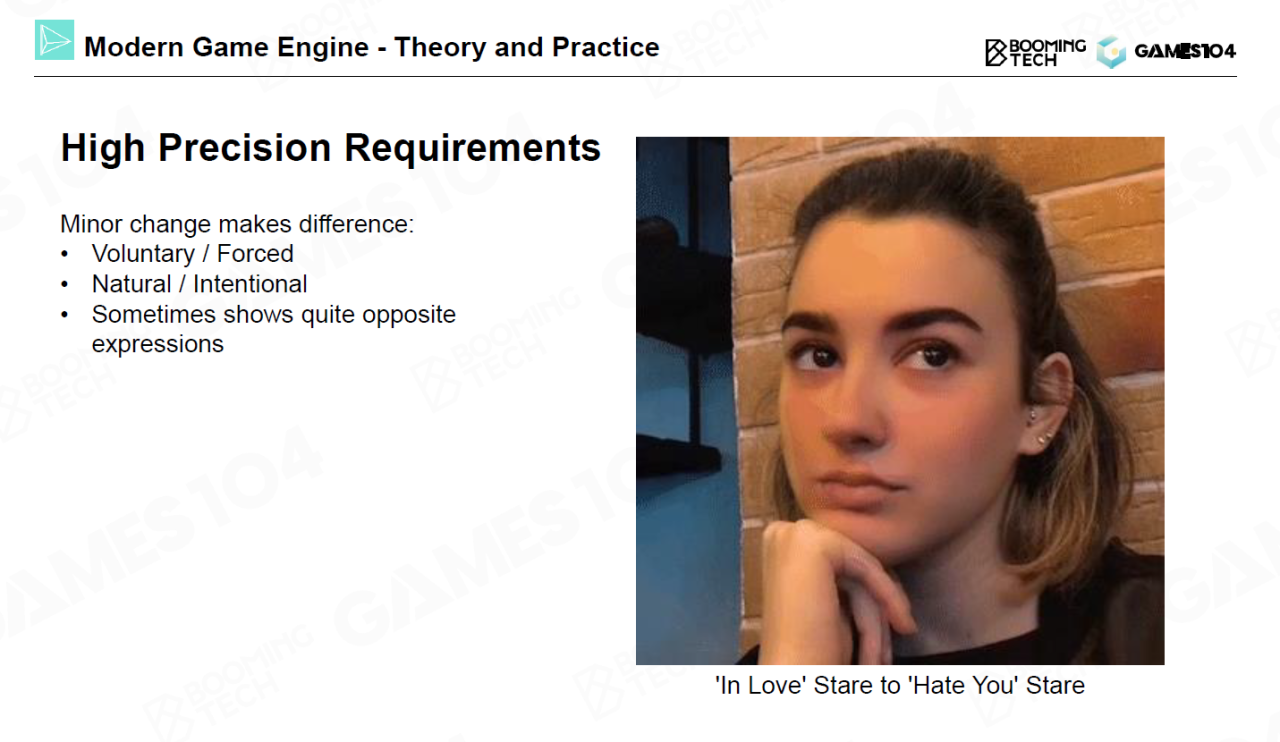 Modern Game Engine - Theory and Practice
BOOMING
TECH
GAMES104
High Precision Requirements
Minor change makes difference:
• Voluntary / Forced
• Natural / Intentional
• Sometimes shows quite opposite
expressions
'In Love' Stare to 'Hate You' Stare